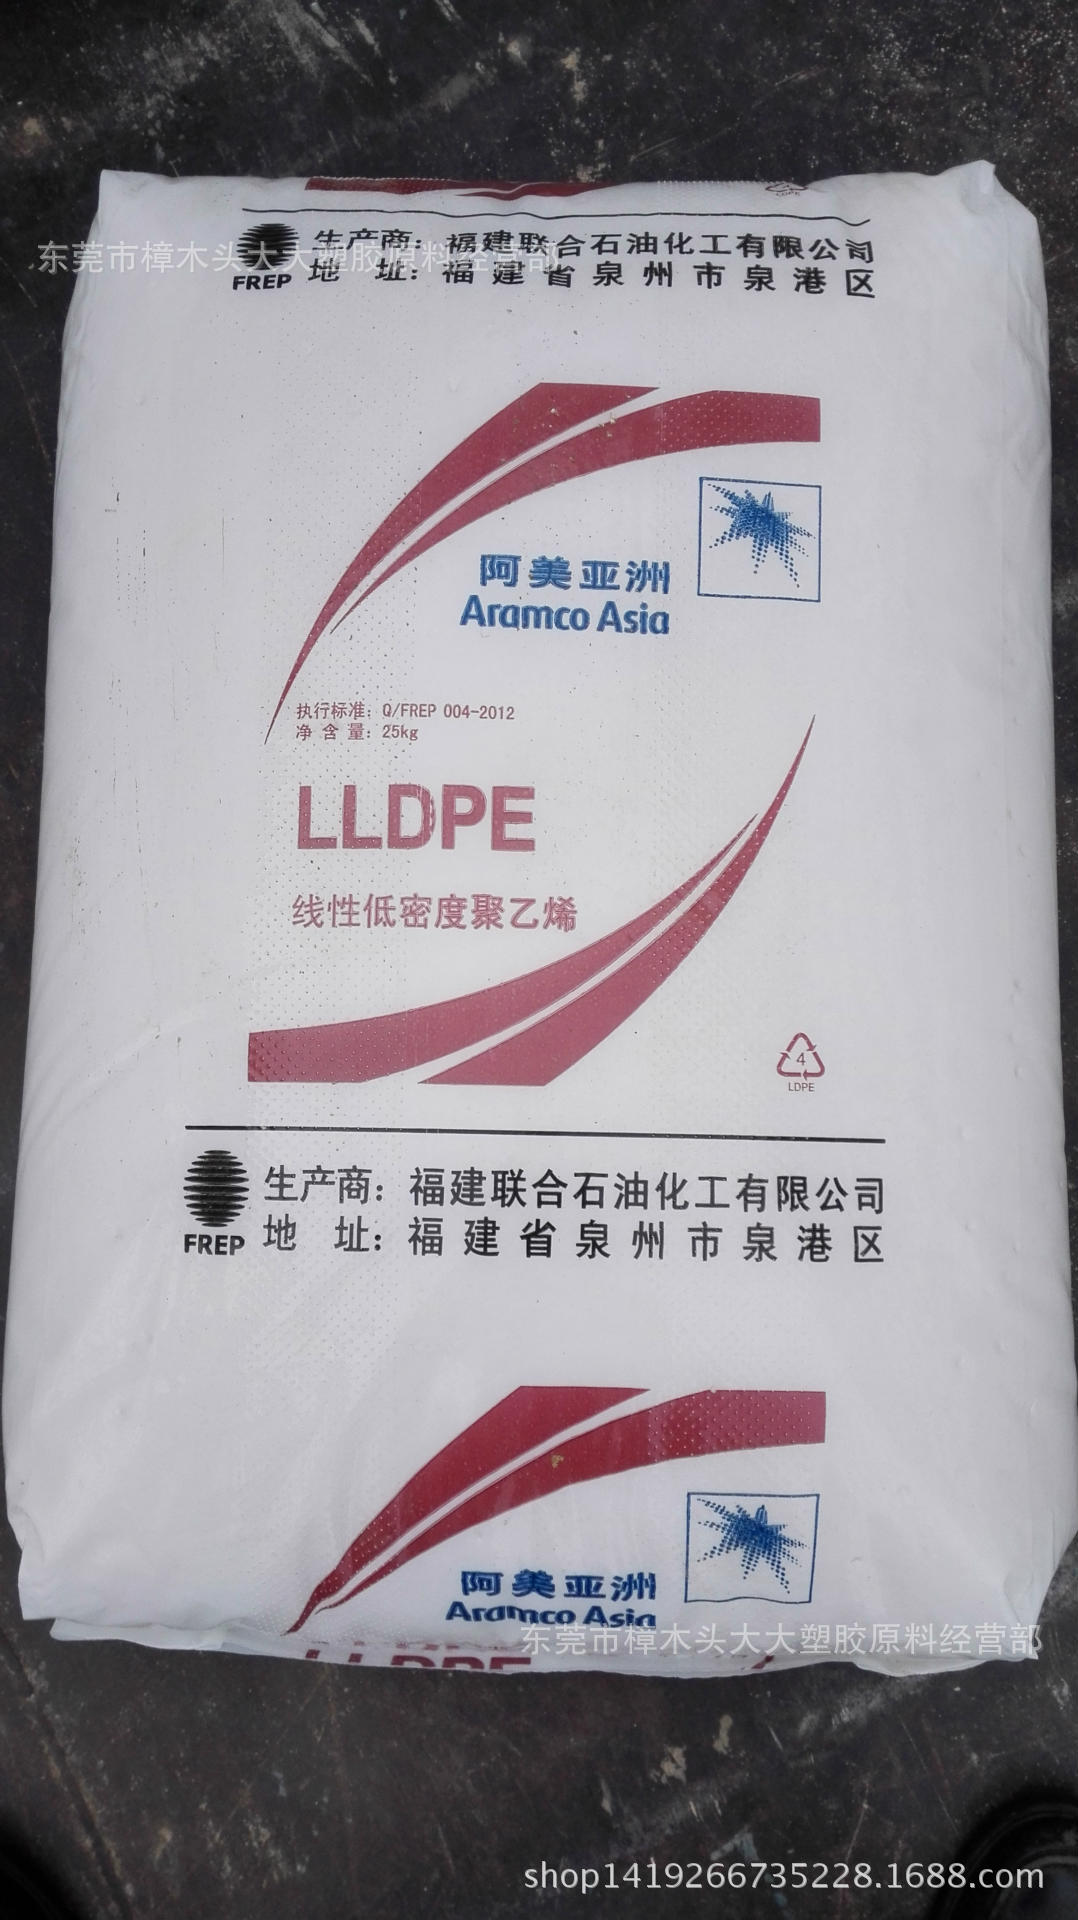 生产商：福建联合石油化工有限公司
地 址：福建省泉州市泉港区
FREP
东莞市樟木头大大塑胶原料经营部
阿美亚洲
Aramco Asia
执行标准：Q/FREP 004-2012
净含量：25kg
LLDPE
线性低密度聚乙烯
4
LDPE
生产商：福建联合石油化工有限公司
地 址：福建省泉州市泉港区
FREP
阿美亚洲
Aramco Asia
东莞市樟木头大大塑胶原料经营部
LLDPE
shop1419266735228.1688.com